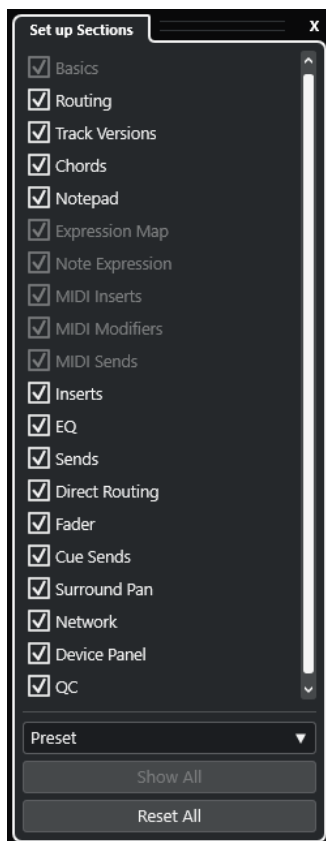 Set up Sections
X
Basics
Routing
Track Versions
Chords
Notepad
Expression Map
Note Expression
MIDI Inserts
MIDI Modifiers
MIDI Sends
Inserts
EQ
Sends
Direct Routing
Fader
Cue Sends
Surround Pan
Network
Device Panel
QC
Preset
Show All
Reset All